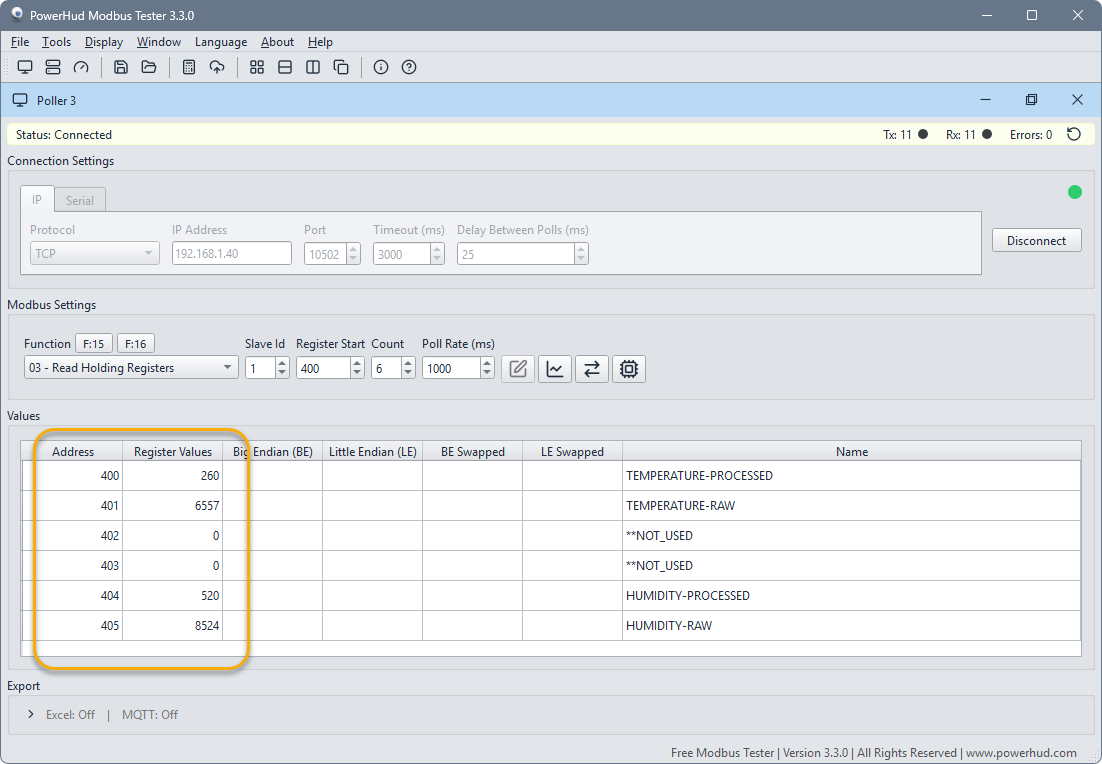 PowerHud Modbus Tester 3.3.0
File Tools Display Window Language About Help
Poller 3
Status: Connected Tx: 11 Rx: 11 Errors: 0
Connection Settings
IP Serial
Protocol IP Address Port Timeout (ms) Delay Between Polls (ms)
TCP 192.168.1.40 10502 3000 25
Disconnect
Modbus Settings
Function F:15 F:16 Slave Id Register Start Count Poll Rate (ms)
03 - Read Holding Registers 1 400 6 1000
Values
Address Register Values Big Endian (BE) Little Endian (LE) BE Swapped LE Swapped Name
400 260 TEMPERATURE-PROCESSED
401 6557 TEMPERATURE-RAW
402 0 **NOT_USED
403 0 **NOT_USED
404 520 HUMIDITY-PROCESSED
405 8524 HUMIDITY-RAW
Export
Excel: Off | MQTT: Off
Free Modbus Tester | Version 3.3.0 | All Rights Reserved | www.powerhud.com